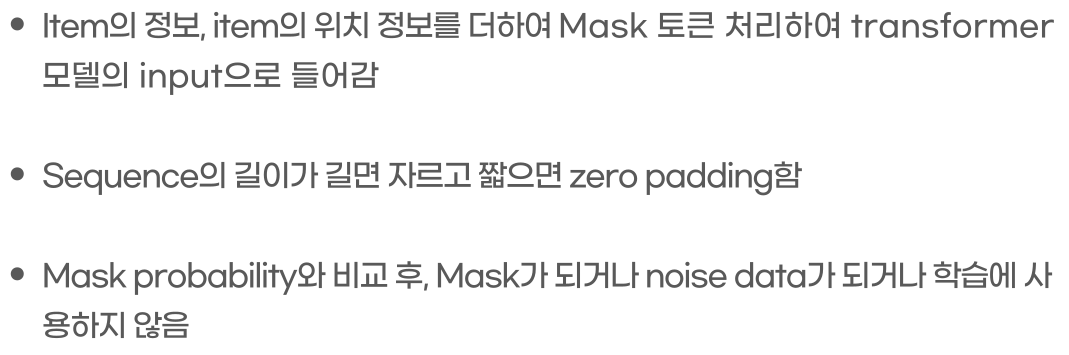 • Item의 정보, item의 위치 정보를 더하여 Mask 토큰 처리하여 transformer
모델의 input으로 들어감
• Sequence의 길이가 길면 자르고 짧으면 zero padding함
• Mask probability와 비교 후, Mask가 되거나 noise data가 되거나 학습에 사
용하지 않음